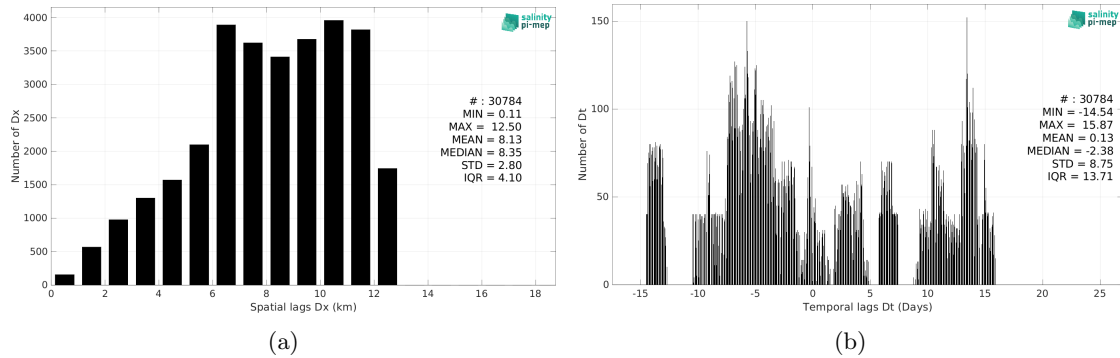 salinity
pi-mep
4000
3500
3000
2500
2000
1500
1000
500
0
Number of Dx
# : 30784
MIN = 0.11
MAX = 12.50
MEAN = 8.13
MEDIAN = 8.35
STD = 2.80
IQR = 4.10
0 2 4 6 8 10 12 14 16 18
Spatial lags Dx (km)
(a)
salinity
pi-mep
150
100
50
0
Number of Dt
# : 30784
MIN = -14.54
MAX = 15.87
MEAN = 0.13
MEDIAN = -2.38
STD = 8.75
IQR = 13.71
-15 -10 -5 0 5 10 15 20 25
Temporal lags Dt (Days)
(b)